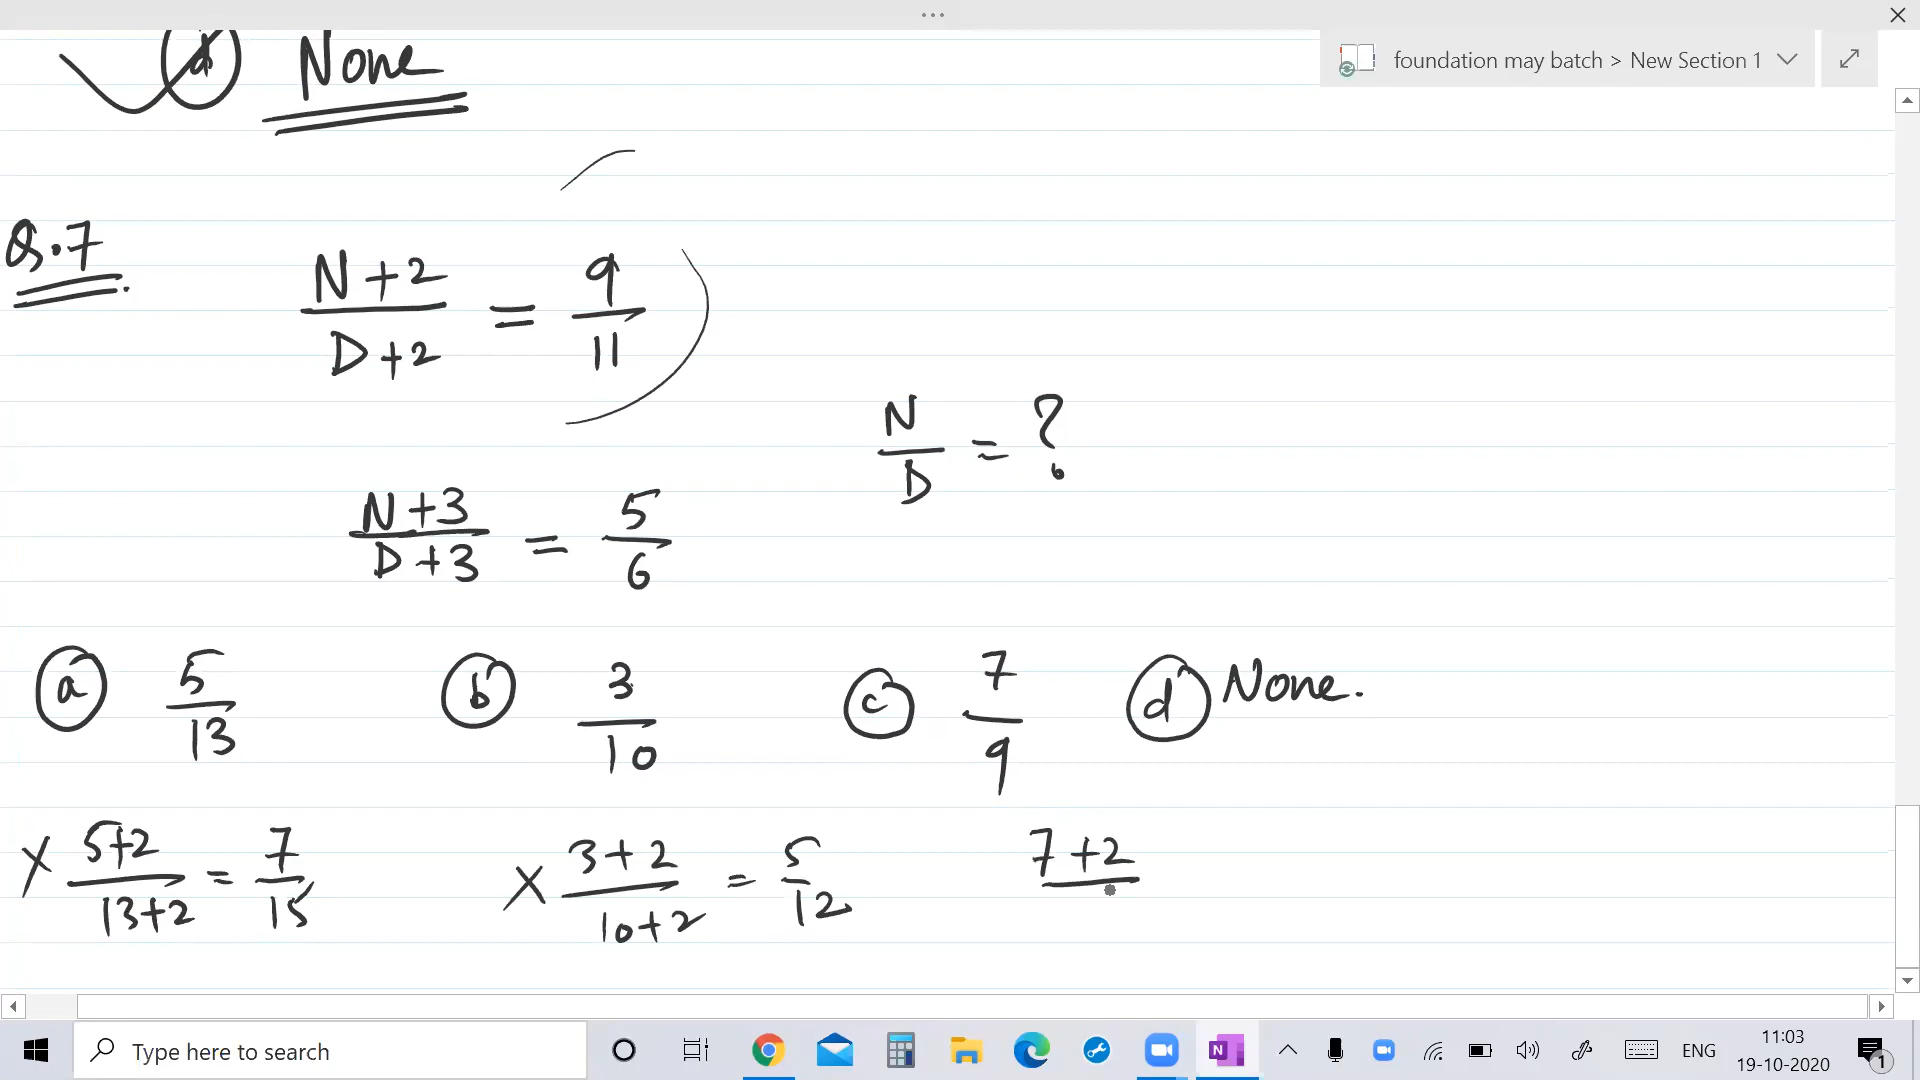 foundation may batch > New Section 1
d None
Q.7
N+2/D+2 = 9/11
N/D = ?
N+3/D+3 = 5/6
a 5/13 b 3/10 c 7/9 d None.
X 5+2/13+2 = 7/15 X 3+2/10+2 = 5/12 7+2
Type here to search
N
ENG
11:03
19-10-2020
1